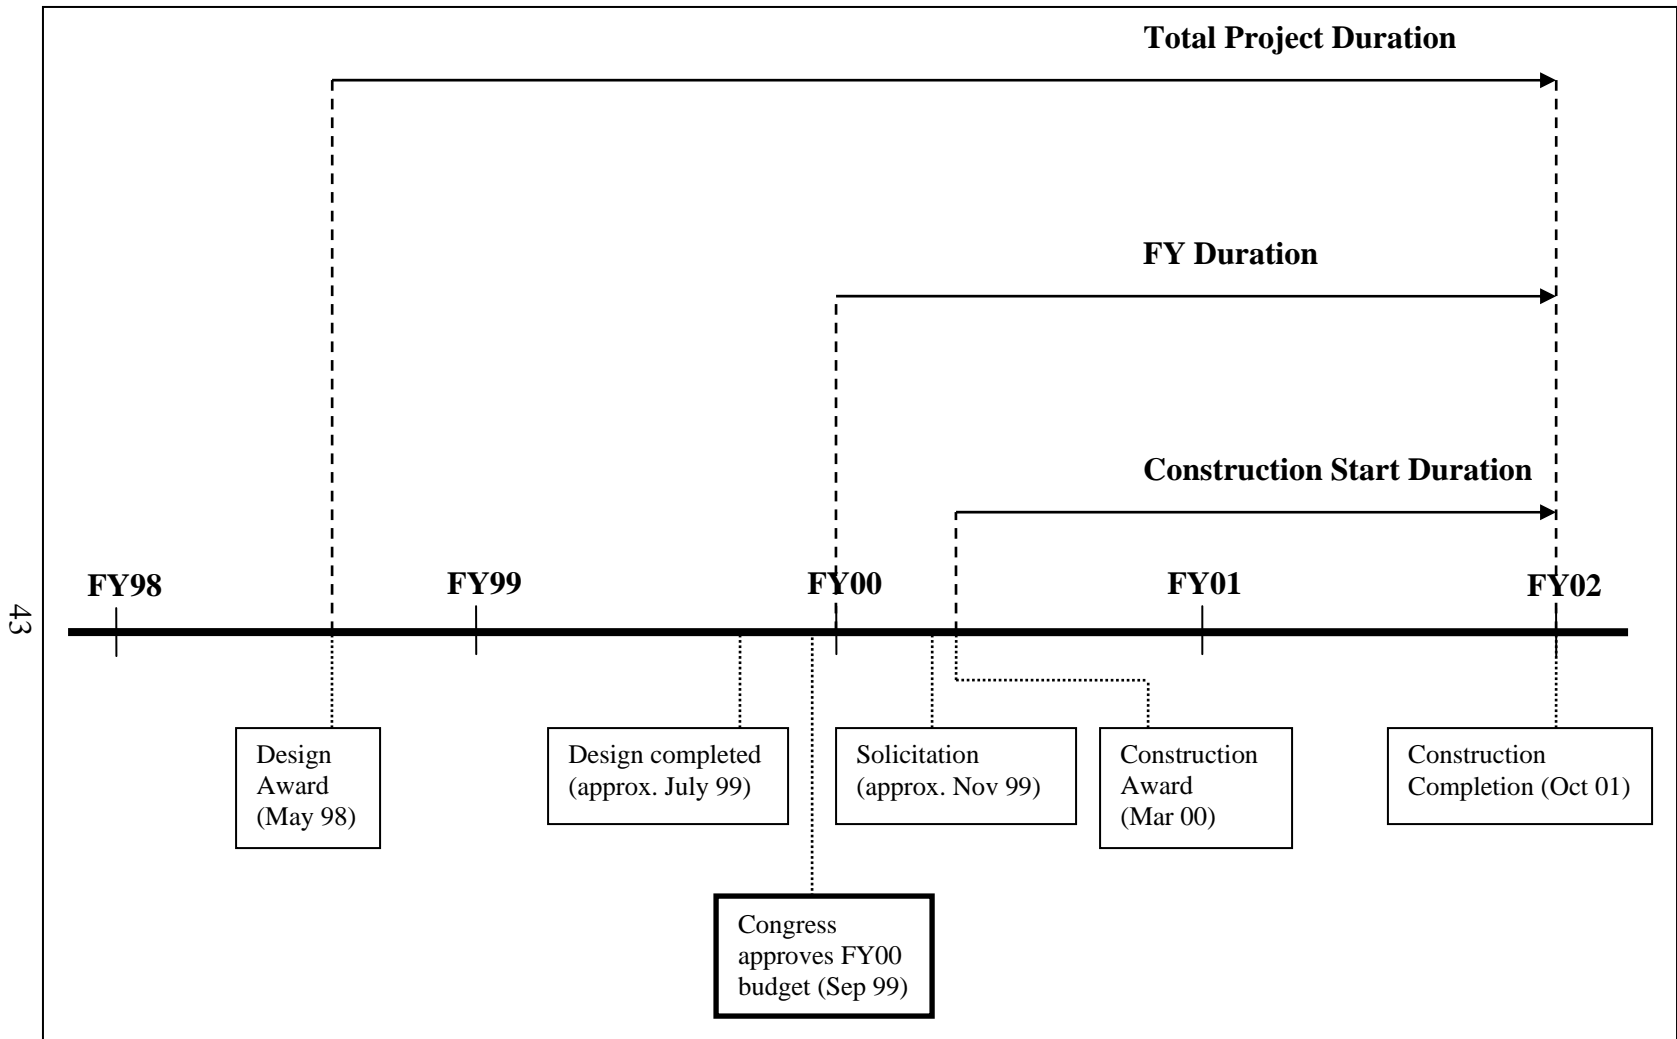 Total Project Duration
FY Duration
Construction Start Duration
FY98
FY99
FY00
FY01
FY02
43
Design
Award
(May 98)
Design completed
(approx. July 99)
Solicitation
(approx. Nov 99)
Construction
Award
(Mar 00)
Construction
Completion (Oct 01)
Congress
approves FY00
budget (Sep 99)